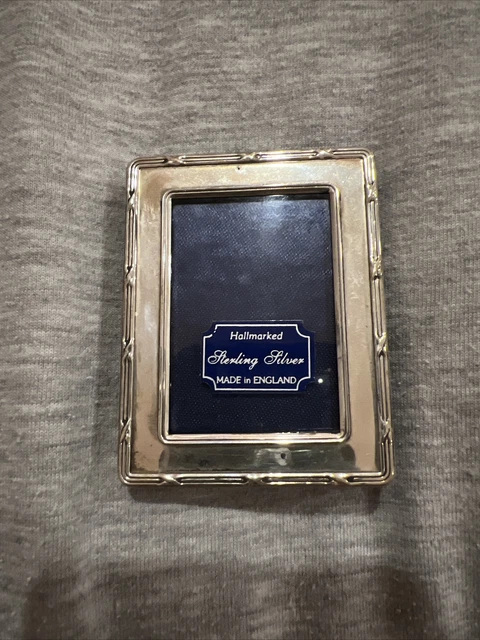 Hallmarked
Sterling Silver
MADE in ENGLAND